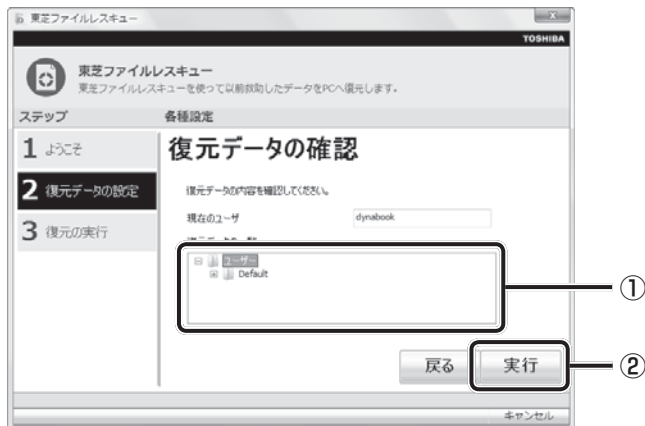 東芝ファイルレスキュー
TOSHIBA
東芝ファイルレスキュー
東芝ファイルレスキューを使って以前救助したデータをPCへ復元します。
ステップ
各種設定
1 ようこそ
2 復元データの設定
3 復元の実行
復元データの確認
復元データの内容を確認してください。
現在のユーザ
dynabook
ユーザー
Default
①
戻る
実行
②
キャンセル